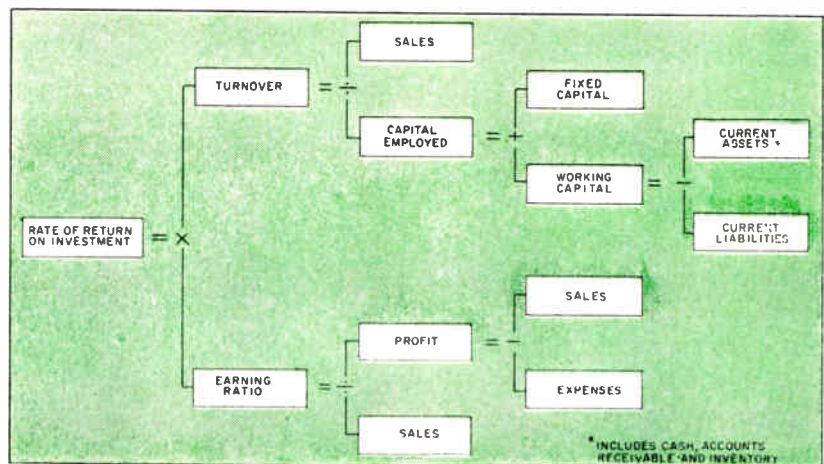 SALES
TURNOVER
=
÷
FIXED
CAPITAL
CAPITAL
EMPLOYED
=
+
CURRENT
ASSETS *
WORKING
CAPITAL
=
−
RATE OF RETURN
ON INVESTMENT
=
×
CURRENT
LIABILITIES
SALES
PROFIT
=
−
EARNING
RATIO
=
÷
EXPENSES
SALES
*INCLUDES CASH, ACCOUNTS
RECEIVABLE AND INVENTORY